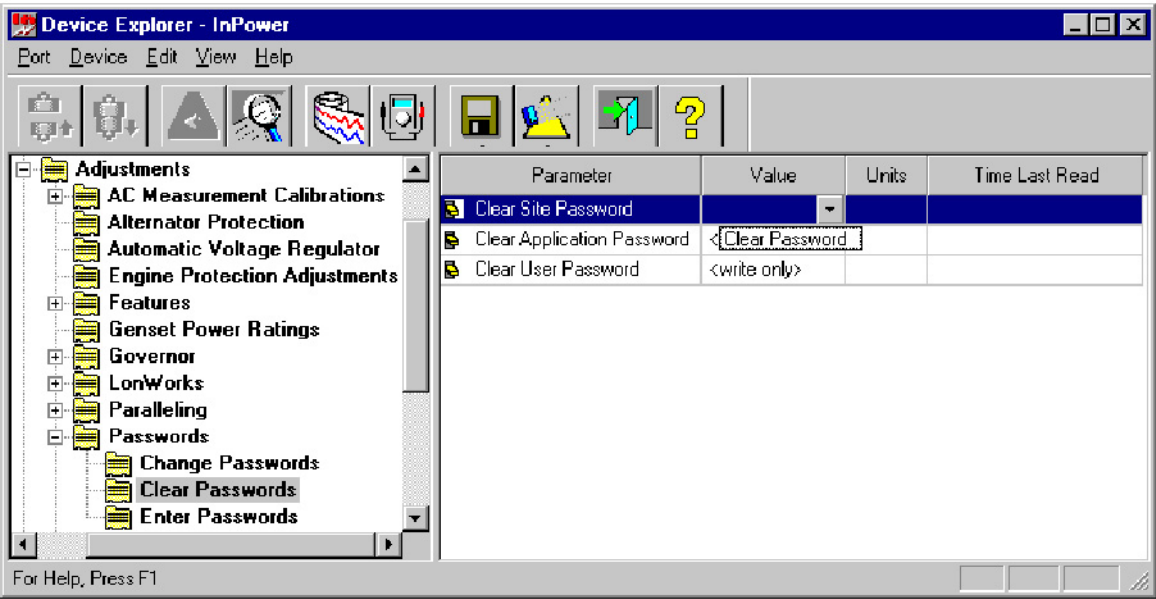 Device Explorer - InPower
Port Device Edit View Help
Adjustments
AC Measurement Calibrations
Alternator Protection
Automatic Voltage Regulator
Engine Protection Adjustments
Features
Genset Power Ratings
Governor
LonWorks
Paralleling
Passwords
Change Passwords
Clear Passwords
Enter Passwords
Parameter Value Units Time Last Read
Clear Site Password
Clear Application Password < Clear Password
Clear User Password <write only>
For Help, Press F1